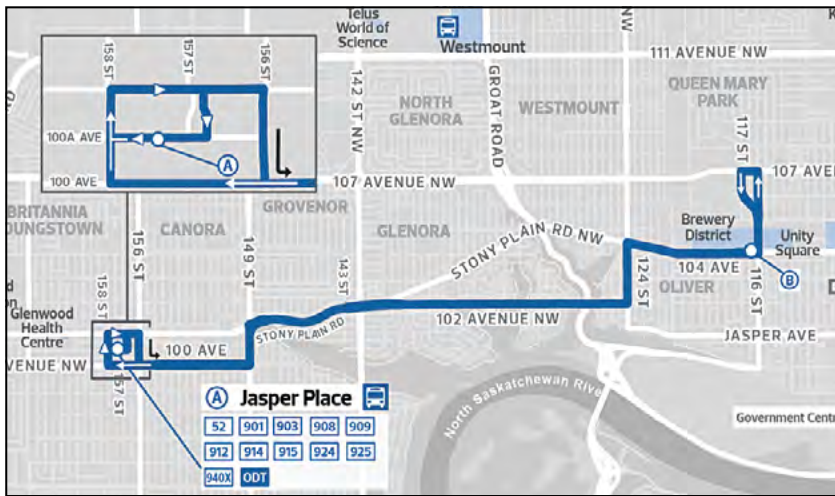 Telus
World of
Science
Westmount
NW
K
158 ST
157 ST
156 ST
111 AVENUE NW
QUEEN MARY
PARK
142 ST NW
NORTH
GLENORA
GROAT ROAD
WESTMOUNT
117 ST
100A AVE
A
100 AVE
107 AVENUE NW
107 AVEN
BRITANNIA
OUNGSTOWN
CANORA
GROVENOR
GLENORA
STONY PLAIN RD NW
Brewery
District
Unity
Square
156 ST
149 ST
143 ST
124 ST
104 AVE
116 ST
B
OLIVER
D
158 ST
Glenwood
Health
Centre
STONY PLAIN RD
102 AVENUE NW
JASPER AVE
100 AVE
VENUE NW
157 ST
A Jasper Place
52 901 903 908 909
912 914 915 924 925
940X ODT
North Saskatchewan River
Government Centr